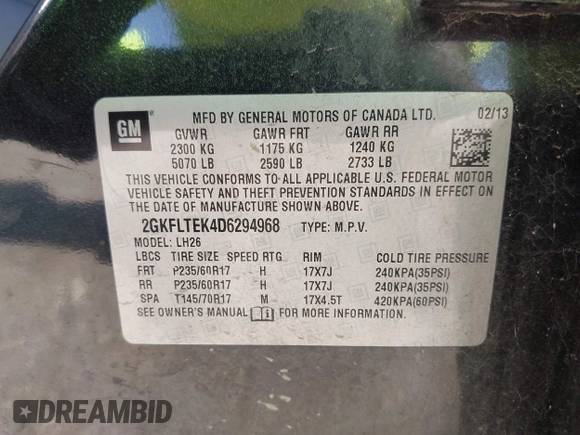 GM
MFD BY GENERAL MOTORS OF CANADA LTD. 02/13
GVWR GAWR FRT GAWR RR
2300 KG 1175 KG 1240 KG
5070 LB 2590 LB 2733 LB
THIS VEHICLE CONFORMS TO ALL APPLICABLE U.S. FEDERAL MOTOR
VEHICLE SAFETY AND THEFT PREVENTION STANDARDS IN EFFECT ON
THE DATE OF MANUFACTURE SHOWN ABOVE.
2GKFLTEK4D6294968 TYPE: M.P.V.
MODEL: LH26
LBCS TIRE SIZE SPEED RTG RIM COLD TIRE PRESSURE
FRT P235/60R17 H 17X7J 240KPA(35PSI)
RR P235/60R17 H 17X7J 240KPA(35PSI)
SPA T145/70R17 M 17X4.5T 420KPA(60PSI)
SEE OWNER'S MANUAL FOR MORE INFORMATION.
DREAMBID